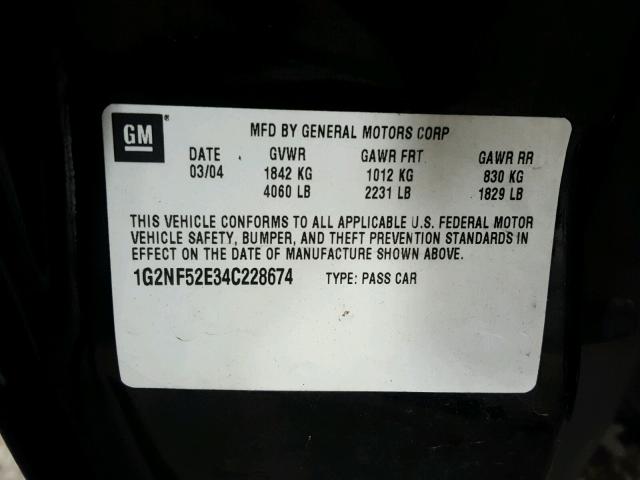 GM®
MFD BY GENERAL MOTORS CORP
DATE GVWR GAWR FRT GAWR RR
03/04 1842 KG 1012 KG 830 KG
4060 LB 2231 LB 1829 LB
THIS VEHICLE CONFORMS TO ALL APPLICABLE U.S. FEDERAL MOTOR
VEHICLE SAFETY, BUMPER, AND THEFT PREVENTION STANDARDS IN
EFFECT ON THE DATE OF MANUFACTURE SHOWN ABOVE.
1G2NF52E34C228674 TYPE: PASS CAR